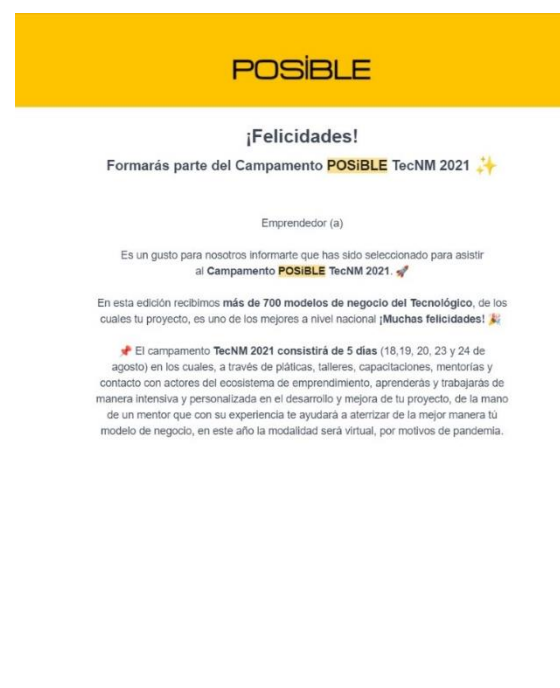 POSiBLE
¡Felicidades!
Formarás parte del Campamento POSiBLE TecNM 2021 ✨
Emprendedor (a)
Es un gusto para nosotros informarte que has sido seleccionado para asistir
al Campamento POSiBLE TecNM 2021. 🚀
En esta edición recibimos más de 700 modelos de negocio del Tecnológico, de los
cuales tu proyecto, es uno de los mejores a nivel nacional ¡Muchas felicidades! 🎉
📌 El campamento TecNM 2021 consistirá de 5 días (18,19, 20, 23 y 24 de
agosto) en los cuales, a través de pláticas, talleres, capacitaciones, mentorías y
contacto con actores del ecosistema de emprendimiento, aprenderás y trabajarás de
manera intensiva y personalizada en el desarrollo y mejora de tu proyecto, de la mano
de un mentor que con su experiencia te ayudará a aterrizar de la mejor manera tú
modelo de negocio, en este año la modalidad será virtual, por motivos de pandemia.